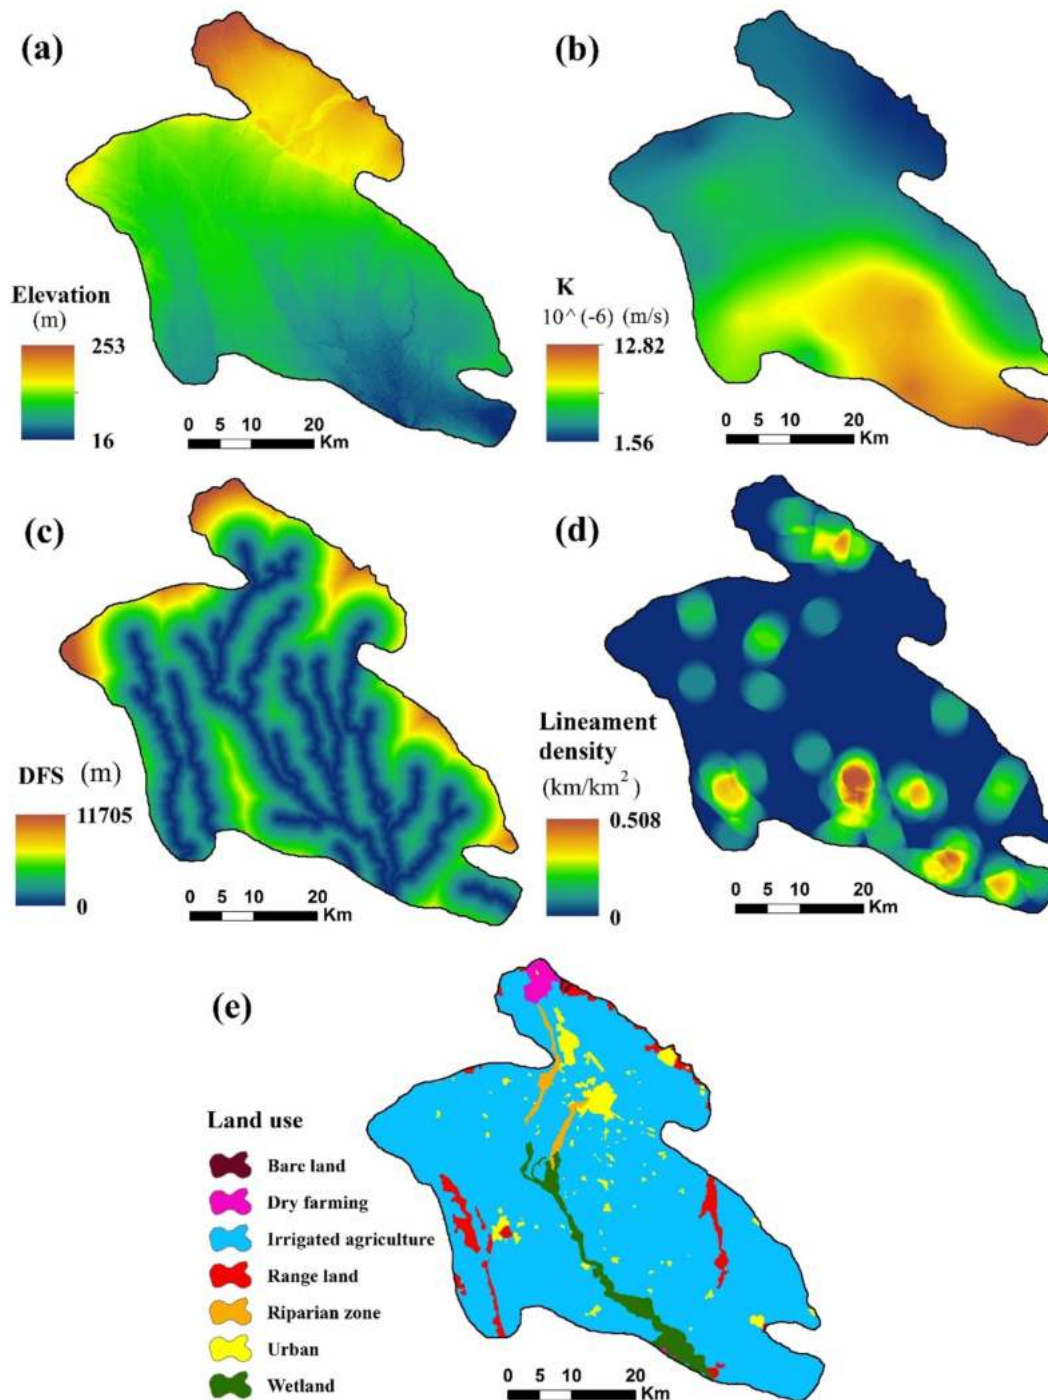 (a)
Elevation
(m)
253
16
0 5 10 20
Km
(b)
K
10^(-6) (m/s)
12.82
1.56
0 5 10 20
Km
(c)
DFS (m)
11705
0
0 5 10 20
Km
(d)
Lineament
density
(km/km²)
0.508
0
0 5 10 20
Km
(e)
Land use
Bare land
Dry farming
Irrigated agriculture
Range land
Riparian zone
Urban
Wetland
0 5 10 20
Km